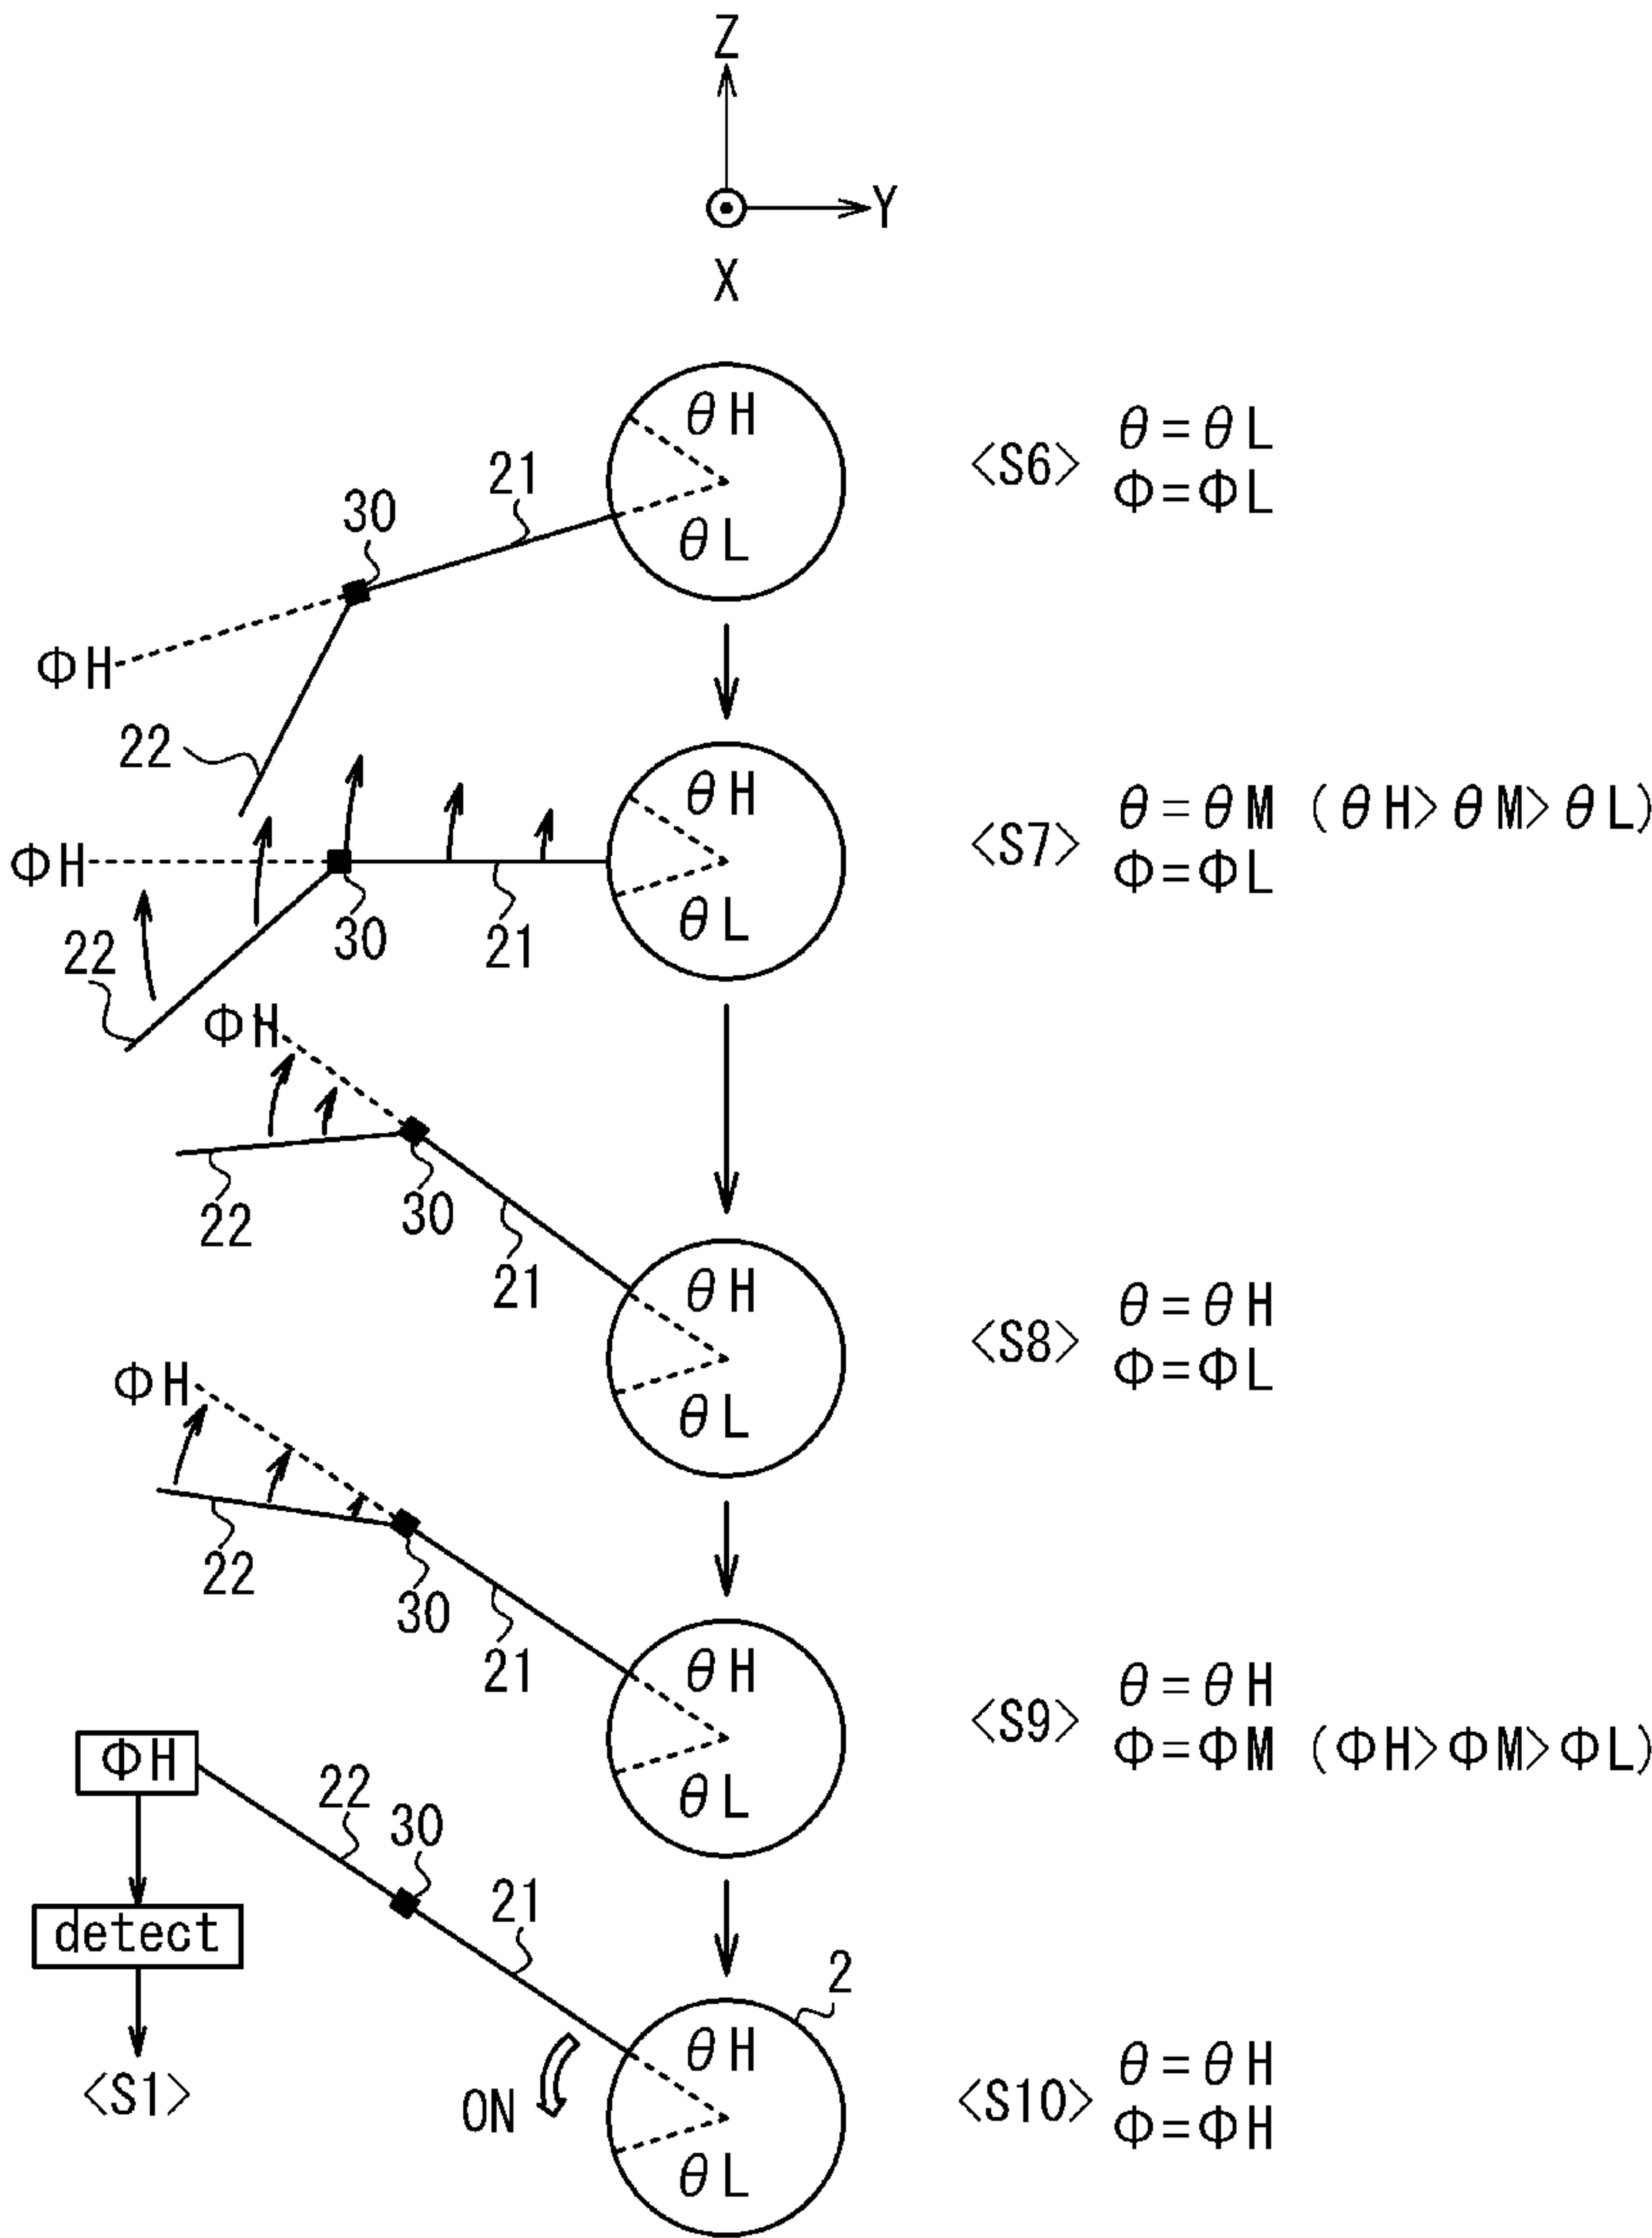 Z
Y
X
θH
θL
21
30
ΦH
22
<S6> θ=θL
Φ=ΦL
θH
θL
ΦH
30
21
22
<S7> θ=θM (θH>θM>θL)
Φ=ΦL
ΦH
22
30
21
θH
θL
<S8> θ=θH
Φ=ΦL
ΦH
22
30
21
θH
θL
<S9> θ=θH
Φ=ΦM (ΦH>ΦM>ΦL)
ΦH
detect
<S1>
22
30
21
2
ON
θH
θL
<S10> θ=θH
Φ=ΦH